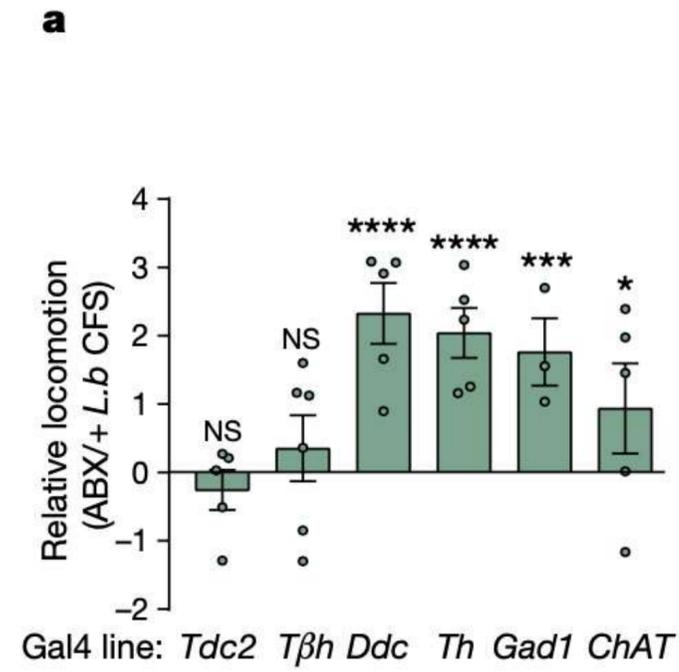 a
Relative locomotion
(ABX/+ L.b CFS)
4
3
2
1
0
–1
–2
NS
NS
****
****
***
*
Gal4 line: Tdc2 Tβh Ddc Th Gad1 ChAT